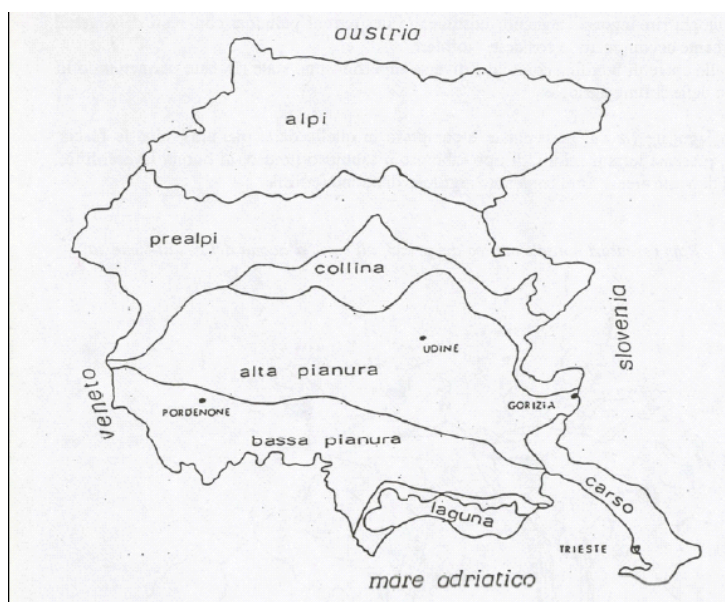 austria
alpi
prealpi
collina
slovenia
UDINE
alta pianura
veneto
PORDENONE
GORIZIA
bassa pianura
carso
laguna
TRIESTE
mare adriatico